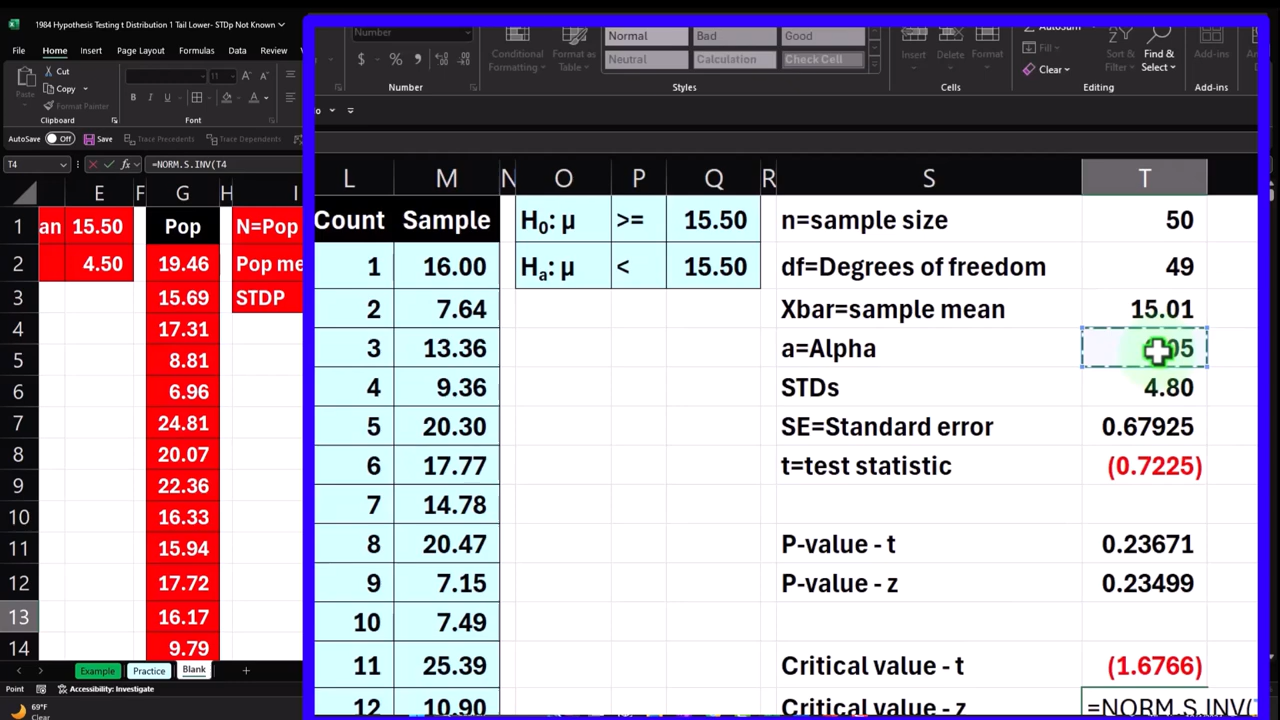 1984 Hypothesis Testing t Distribution 1 Tail Lower- STDp Not Known
File Home Insert Page Layout Formulas Data Review
Cut
Copy
Format Painter
Paste
Clipboard
Font
11
B I U
AutoSave Off Save Trace Precedents Trace Dependents
T4 fx =NORM.S.INV(T4
Number
$ %
Number
Conditional Formatting
Format as Table
Normal Bad Good
Neutral Calculation Check Cell
Styles
Insert Delete Format
Cells
AutoSum
Fill
Clear
Sort & Filter
Find & Select
Editing
Add-ins
Add-ins
E F G H I
1 an 15.50 Pop N=Pop
2 4.50 19.46 Pop me
3 15.69 STDP
4 17.31
5 8.81
6 6.96
7 24.81
8 20.07
9 22.36
10 16.33
11 15.94
12 17.72
13 16.17
14 9.79
L M N O P Q R S T
Count Sample H₀: µ >= 15.50 n=sample size 50
1 16.00 Hₐ: µ < 15.50 df=Degrees of freedom 49
2 7.64 Xbar=sample mean 15.01
3 13.36 a=Alpha 05
4 9.36 STDs 4.80
5 20.30 SE=Standard error 0.67925
6 17.77 t=test statistic (0.7225)
7 14.78
8 20.47 P-value - t 0.23671
9 7.15 P-value - z 0.23499
10 7.49
11 25.39 Critical value - t (1.6766)
12 10.90 Critical value - z =NORM.S.INV(
Example Practice Blank +
Point Accessibility: Investigate
69°F
Clear